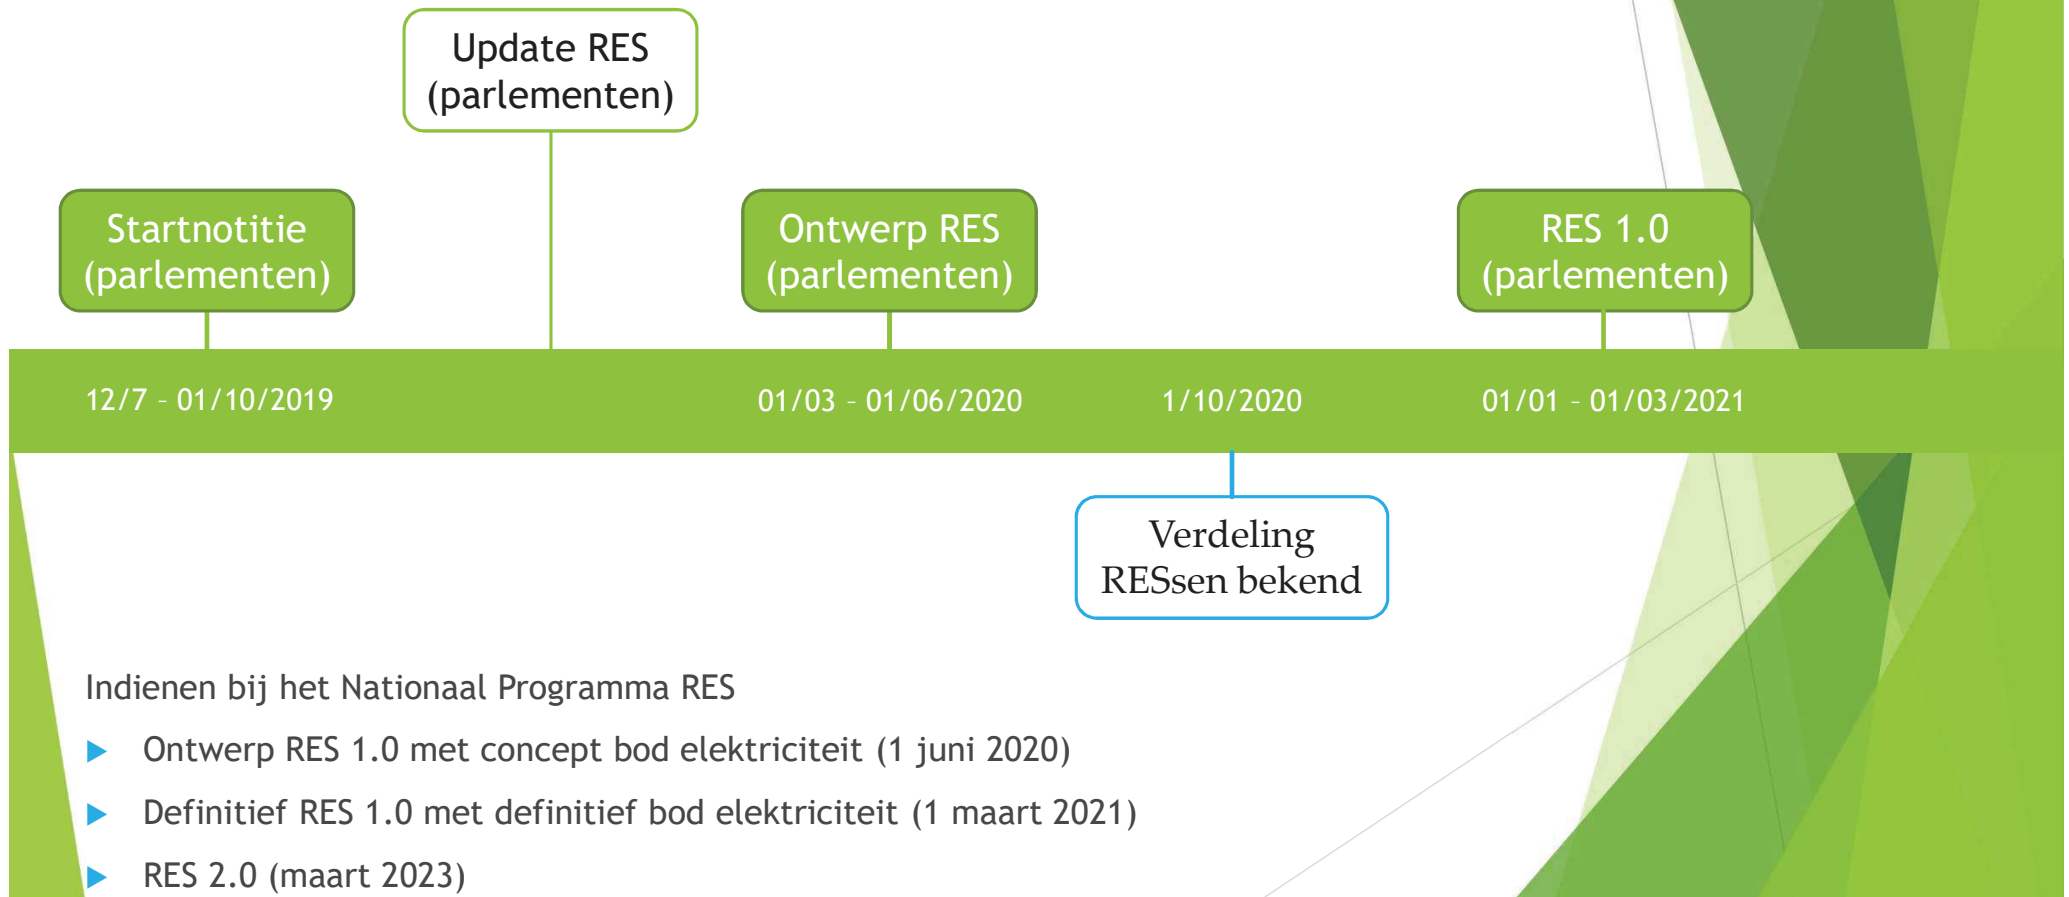 Update RES
(parlementen)
Startnotitie
(parlementen)
Ontwerp RES
(parlementen)
RES 1.0
(parlementen)
12/7 – 01/10/2019
01/03 – 01/06/2020
1/10/2020
01/01 – 01/03/2021
Verdeling
RESsen bekend
Indienen bij het Nationaal Programma RES
Ontwerp RES 1.0 met concept bod elektriciteit (1 juni 2020)
Definitief RES 1.0 met definitief bod elektriciteit (1 maart 2021)
RES 2.0 (maart 2023)